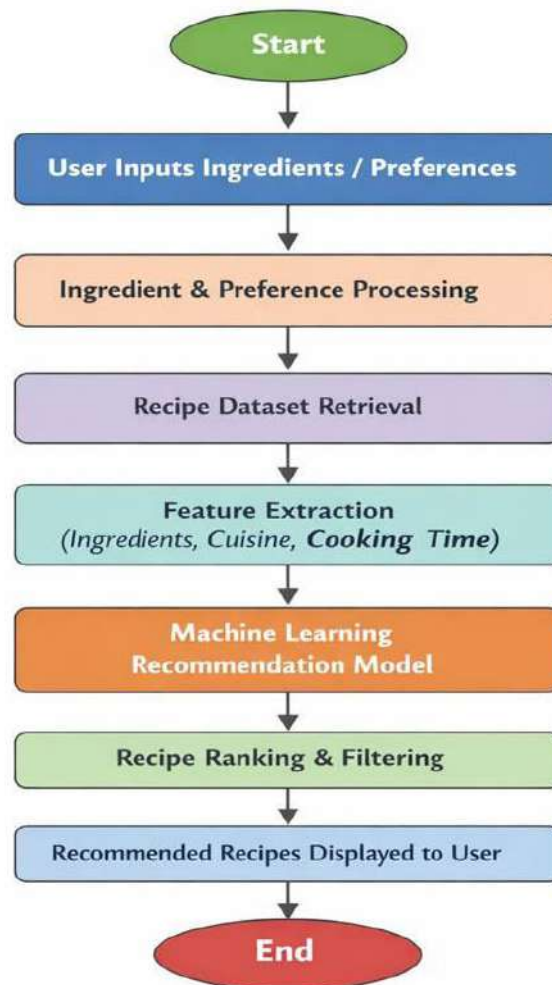 Start
User Inputs Ingredients / Preferences
Ingredient & Preference Processing
Recipe Dataset Retrieval
Feature Extraction
(Ingredients, Cuisine, Cooking Time)
Machine Learning
Recommendation Model
Recipe Ranking & Filtering
Recommended Recipes Displayed to User
End